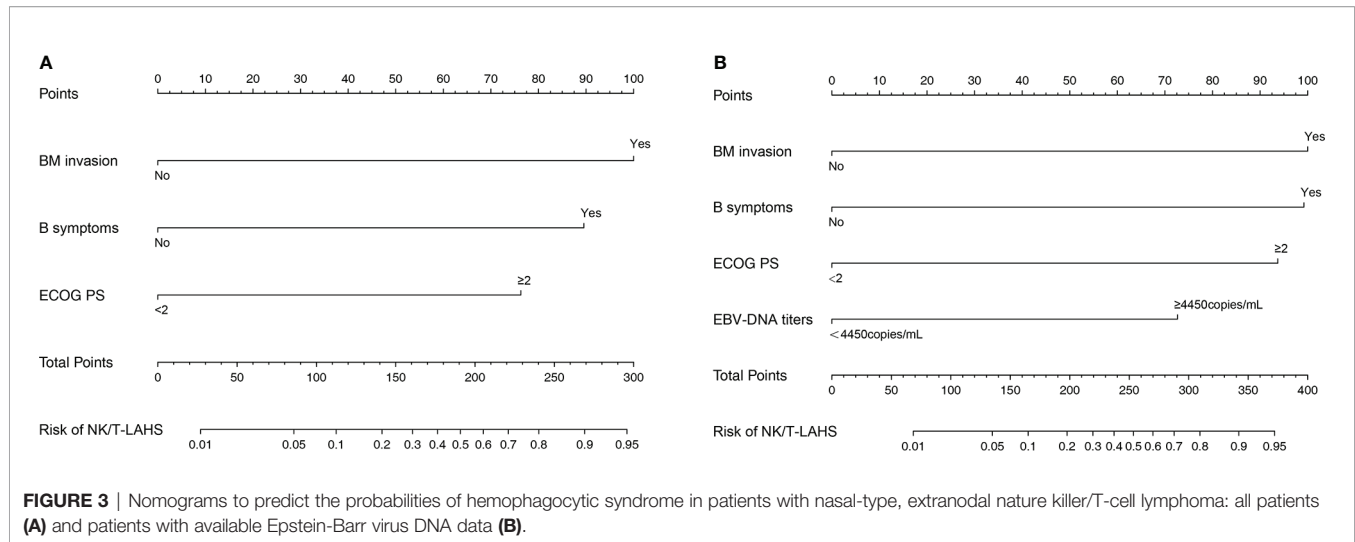 A
Points
0 10 20 30 40 50 60 70 80 90 100
BM invasion
Yes
No
B symptoms
Yes
No
ECOG PS
≥2
<2
Total Points
0 50 100 150 200 250 300
Risk of NK/T-LAHS
0.01 0.05 0.1 0.2 0.3 0.4 0.5 0.6 0.7 0.8 0.9 0.95
B
Points
0 10 20 30 40 50 60 70 80 90 100
BM invasion
Yes
No
B symptoms
Yes
No
ECOG PS
≥2
<2
EBV-DNA titers
≥4450copies/mL
<4450copies/mL
Total Points
0 50 100 150 200 250 300 350 400
Risk of NK/T-LAHS
0.01 0.05 0.1 0.2 0.3 0.4 0.5 0.6 0.7 0.8 0.9 0.95
FIGURE 3 | Nomograms to predict the probabilities of hemophagocytic syndrome in patients with nasal-type, extranodal nature killer/T-cell lymphoma: all patients
(A) and patients with available Epstein-Barr virus DNA data (B).